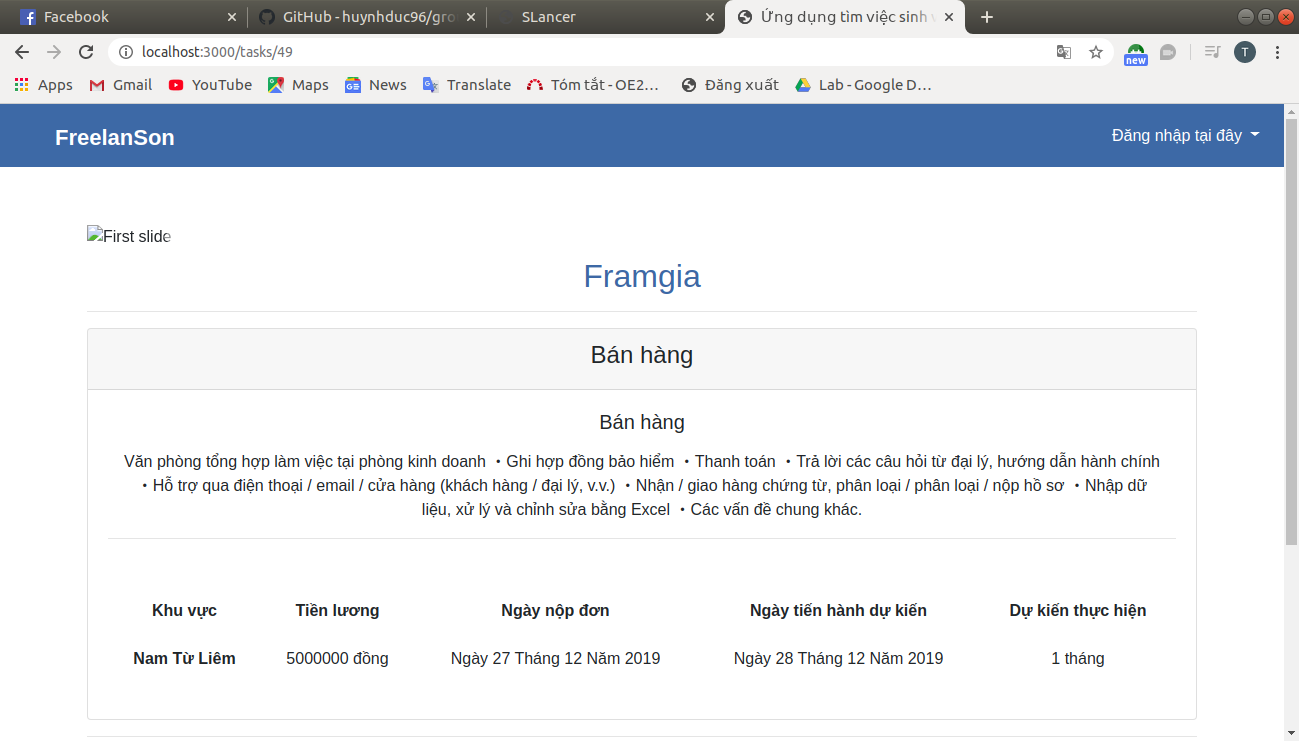 Facebook
GitHub - huynhduc96/gro
SLancer
Ứng dụng tìm việc sinh
localhost:3000/tasks/49
new
T
Apps
Gmail
YouTube
Maps
News
Translate
Tóm tắt - OE2...
Đăng xuất
Lab - Google D...
FreelanSon
Đăng nhập tại đây
First slide
Framgia
Bán hàng
Bán hàng
Văn phòng tổng hợp làm việc tại phòng kinh doanh ・Ghi hợp đồng bảo hiểm ・Thanh toán ・Trả lời các câu hỏi từ đại lý, hướng dẫn hành chính
・Hỗ trợ qua điện thoại / email / cửa hàng (khách hàng / đại lý, v.v.) ・Nhận / giao hàng chứng từ, phân loại / phân loại / nộp hồ sơ ・Nhập dữ
liệu, xử lý và chỉnh sửa bằng Excel ・Các vấn đề chung khác.
Khu vực Tiền lương Ngày nộp đơn Ngày tiến hành dự kiến Dự kiến thực hiện
Nam Từ Liêm 5000000 đồng Ngày 27 Tháng 12 Năm 2019 Ngày 28 Tháng 12 Năm 2019 1 tháng